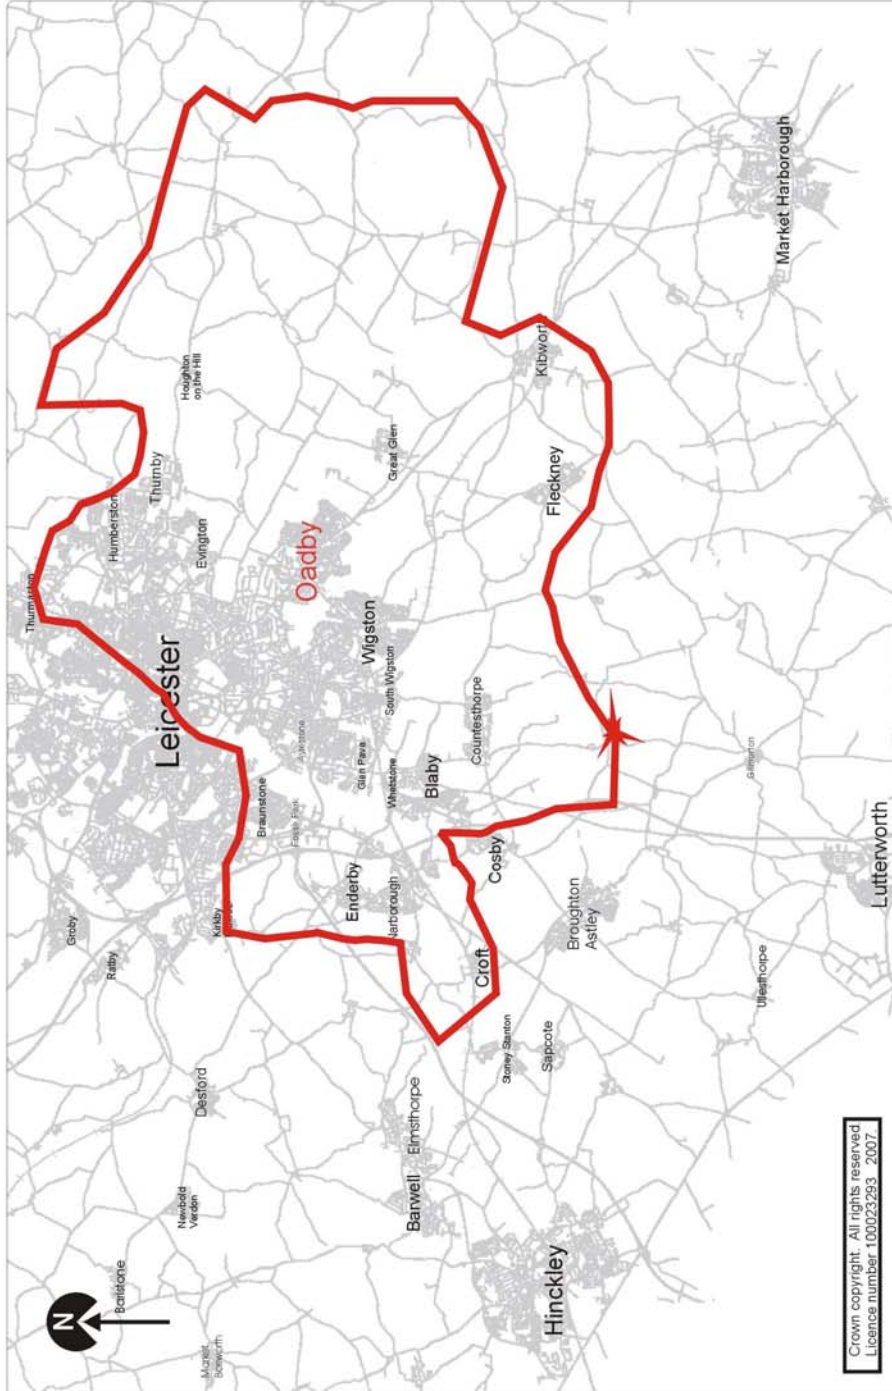 N
Barlstone
Market
Bosworth
Newbold
Verdon
Desford
Ratby
Groby
Kirkby
Leicester
Thurmaston
Humberston
Thurnby
Evington
Houghton
on the Hill
Oadby
Great Glen
Wigston
South Wigston
Aylestone
Glen Parva
Braunstone
Fosse Park
Whetstone
Blaby
Enderby
Narborough
Countesthorpe
Cosby
Croft
Broughton
Astley
Stoney Stanton
Sapcote
Elmsthorpe
Barwell
Hinckley
Fleckney
Kibwort
Market Harborough
Gilmorton
Ullesthorpe
Lutterworth
Crown copyright. All rights reserved
Licence number 100023293 2007.